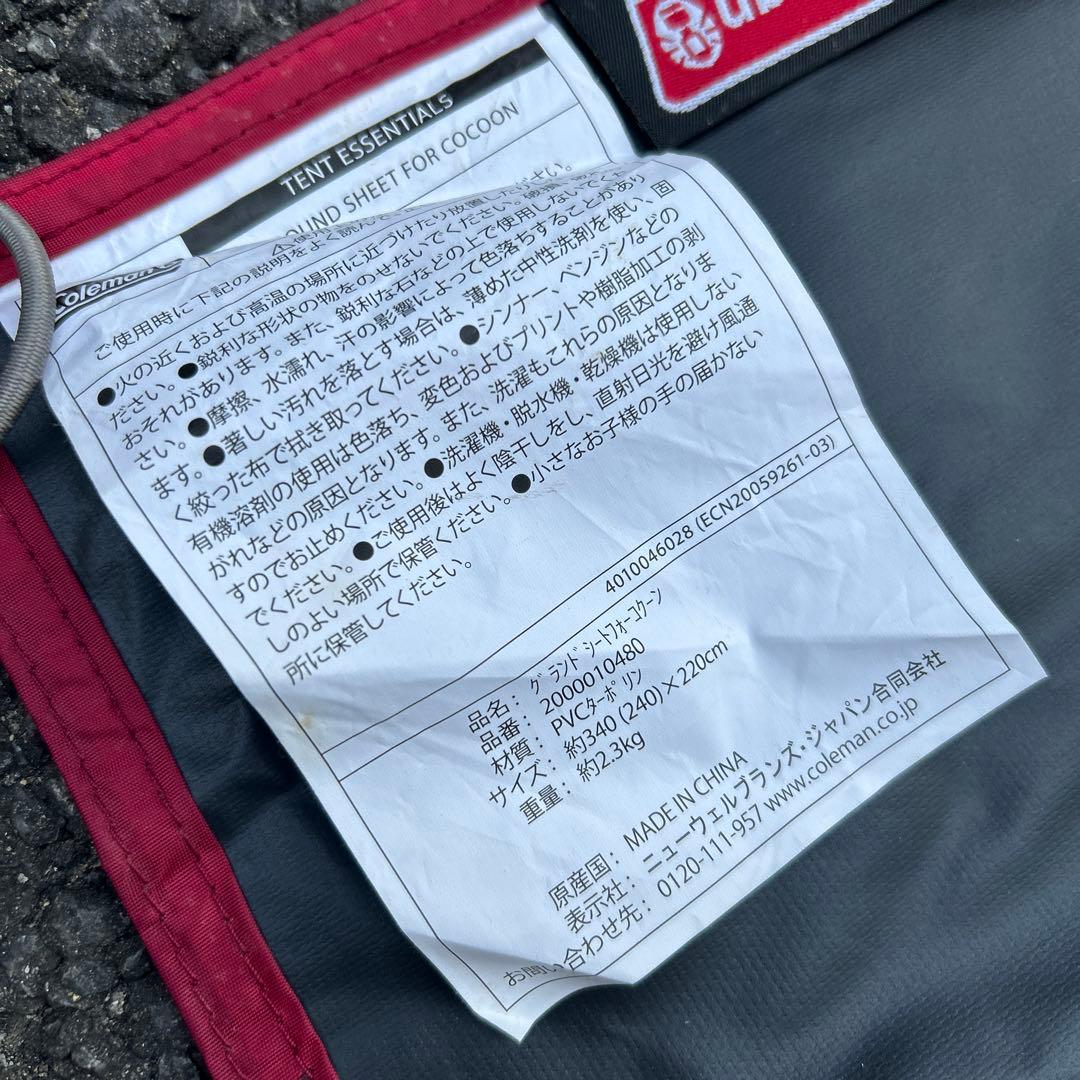 TENT ESSENTIALS
OUND SHEET FOR COCOON
Coleman
ご使用時に下記の説明をよく読んで
●火の近くおよび高温の場所に近づけたり放置したり
ださい。●鋭利な形状の物をのせないでください。破損
おそれがあります。また、鋭利な石などの上で使用しないでくだ
さい。●摩擦、水濡れ、汗の影響によって色落ちすることがあり
ます。●著しい汚れを落とす場合は、薄めた中性洗剤を使い、固
く絞った布で拭き取ってください。●シンナー、ベンジンなどの
有機溶剤の使用は色落ち、変色およびプリントや樹脂加工の剥
がれなどの原因となります。また、洗濯もこれらの原因となりま
すのでお止めください。●洗濯機・脱水機・乾燥機は使用しない
でください。●ご使用後はよく陰干しをし、直射日光を避け風通
しのよい場所で保管ください。●小さなお子様の手の届かない
所に保管してください。
4010046028 (ECN20059261-03)
品名: グランドシートフォーコクーン
品番: 2000010480
材質: PVCターポリン
サイズ: 約340 (240)×220cm
重量: 約2.3kg
原産国: MADE IN CHINA
表示社: ニューウェルブランズ・ジャパン合同会社
お問い合わせ先: 0120-111-957 www.coleman.co.jp